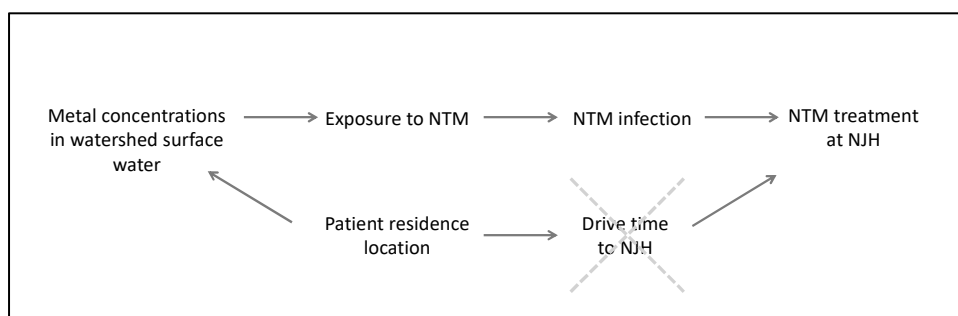 Metal concentrations
in watershed surface
water
Exposure to NTM
NTM infection
NTM treatment
at NJH
Patient residence
location
Drive time
to NJH